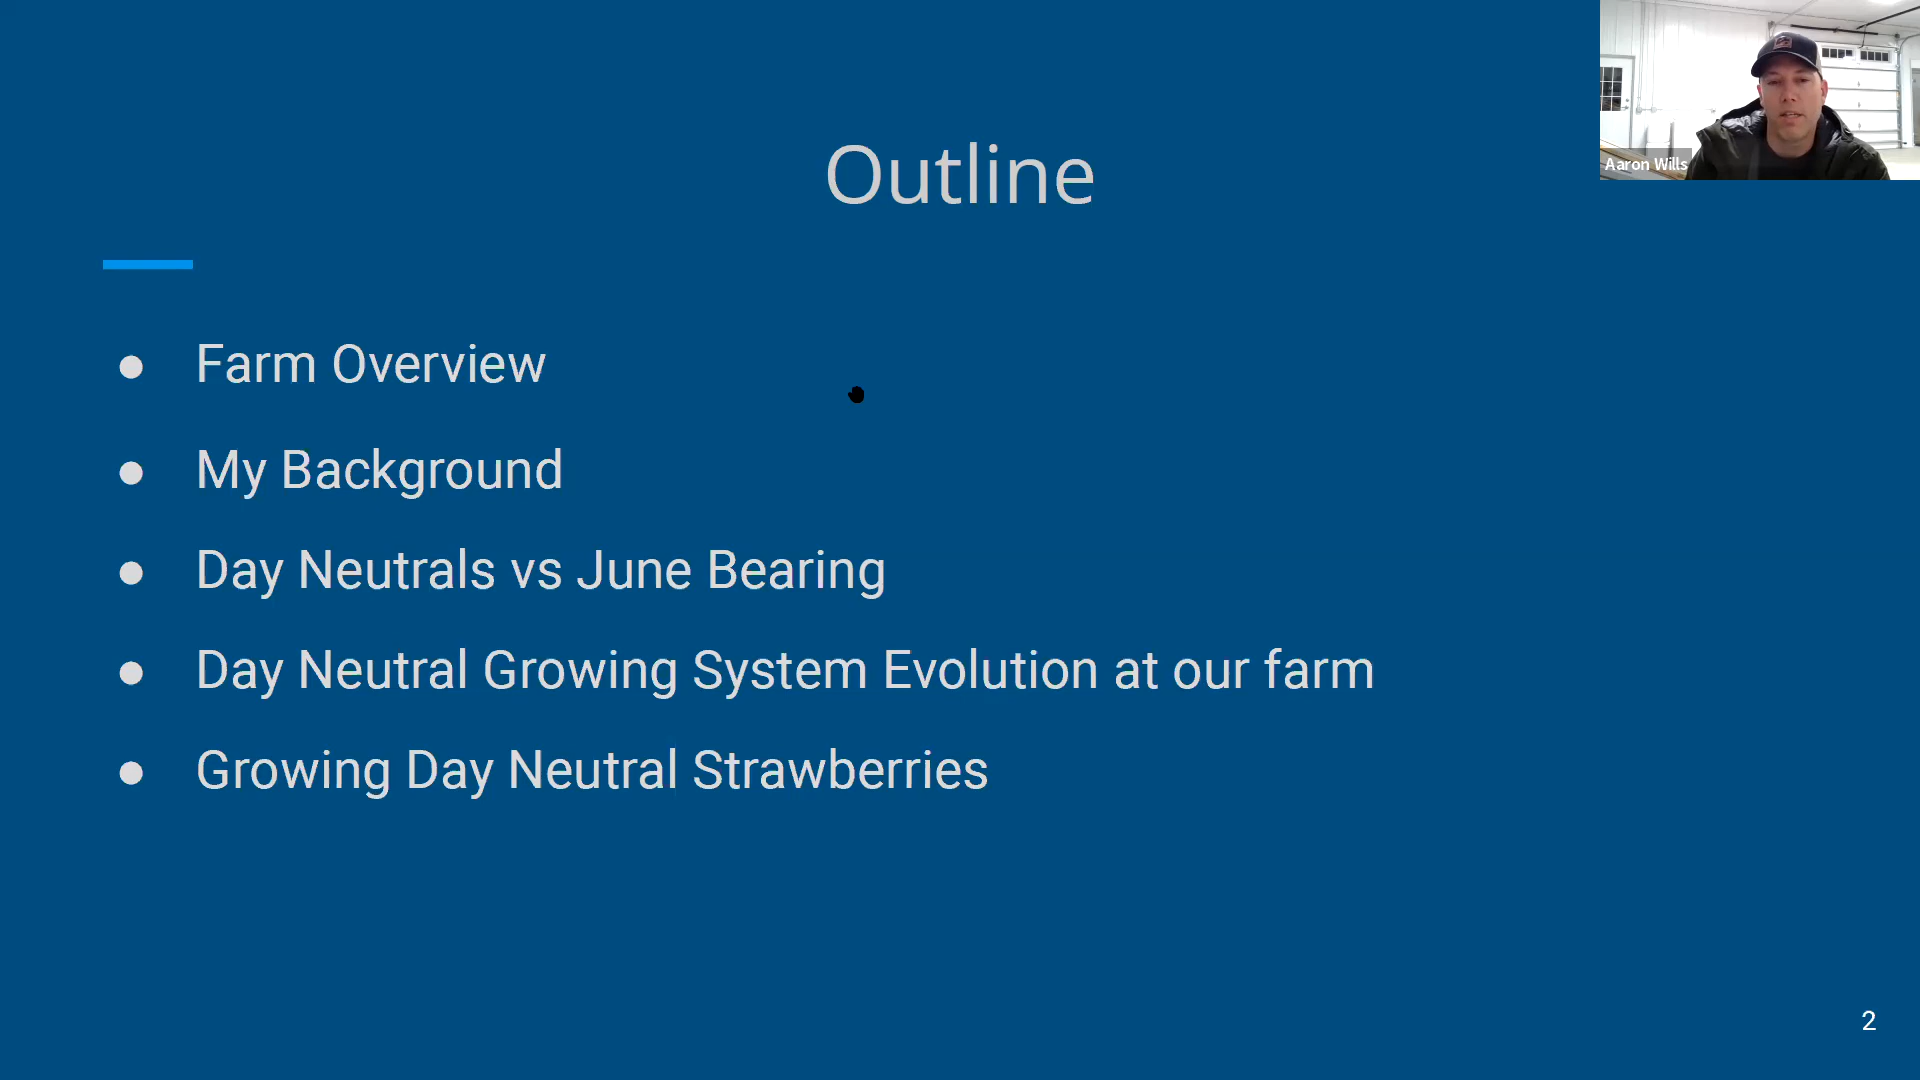 Outline
Aaron Wills
Farm Overview
My Background
Day Neutrals vs June Bearing
Day Neutral Growing System Evolution at our farm
Growing Day Neutral Strawberries
2